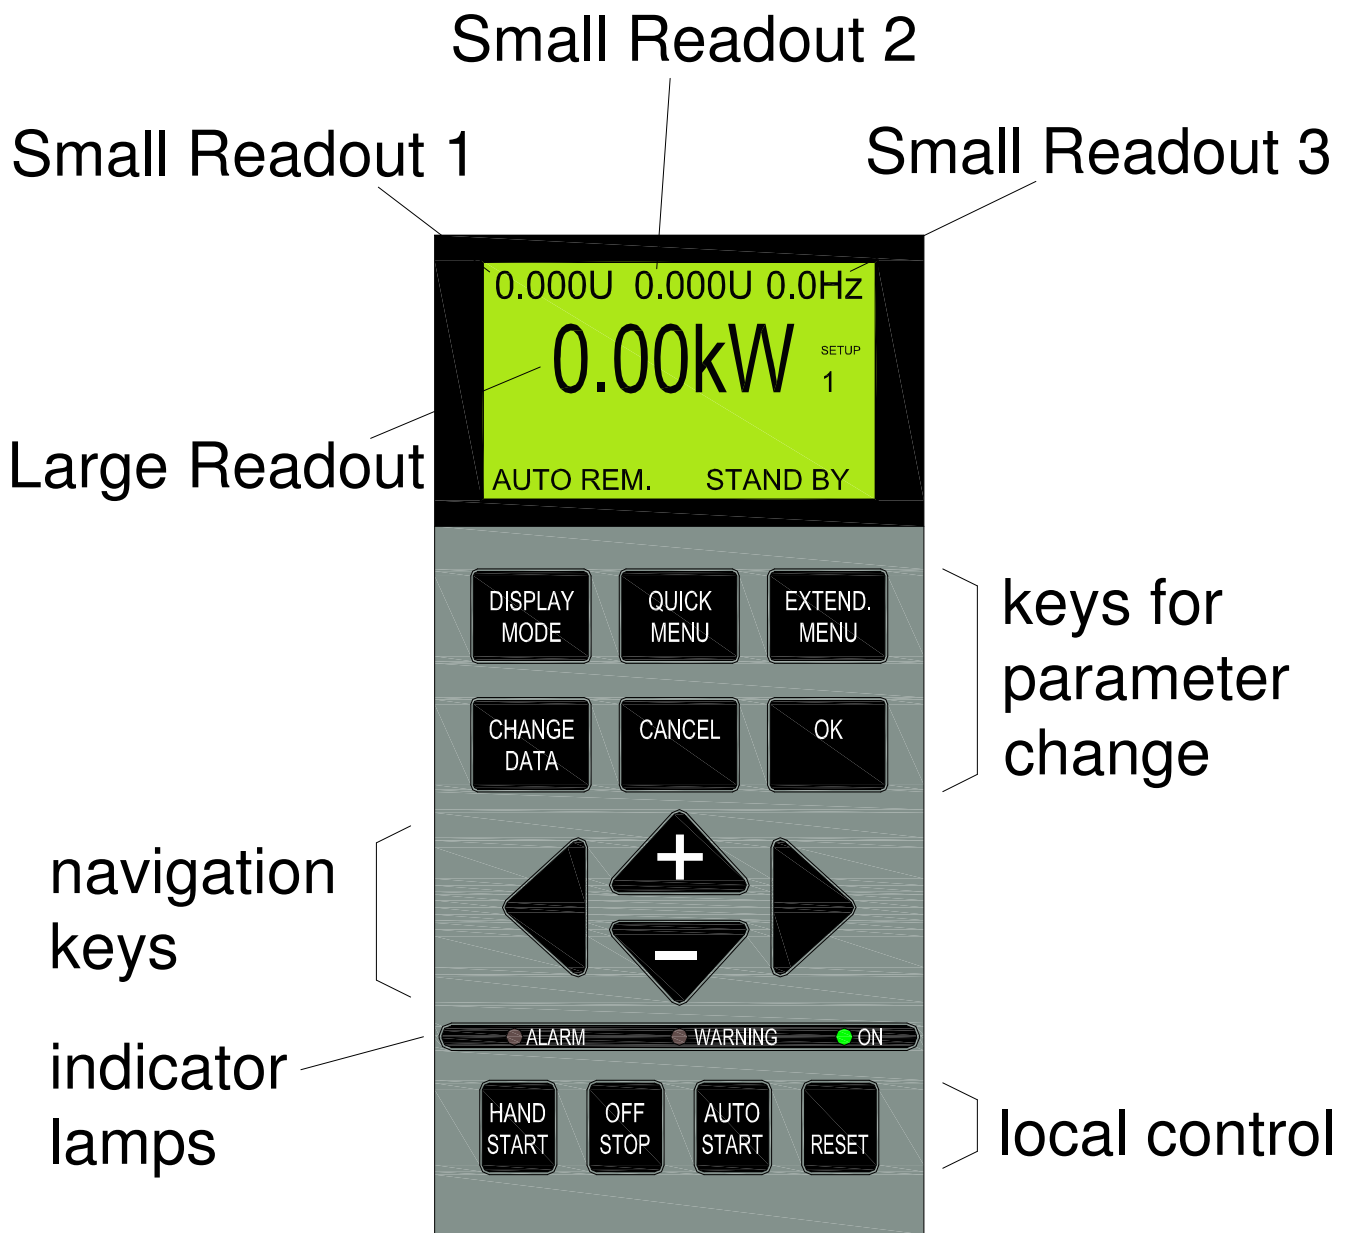 Small Readout 2
Small Readout 1
Small Readout 3
0.000U 0.000U 0.0Hz
0.00kW
SETUP
1
Large Readout
AUTO REM. STAND BY
DISPLAY
MODE
QUICK
MENU
EXTEND.
MENU
keys for
parameter
change
CHANGE
DATA
CANCEL
OK
+
navigation
keys
−
ALARM WARNING ON
indicator
lamps
HAND
START
OFF
STOP
AUTO
START
RESET
local control